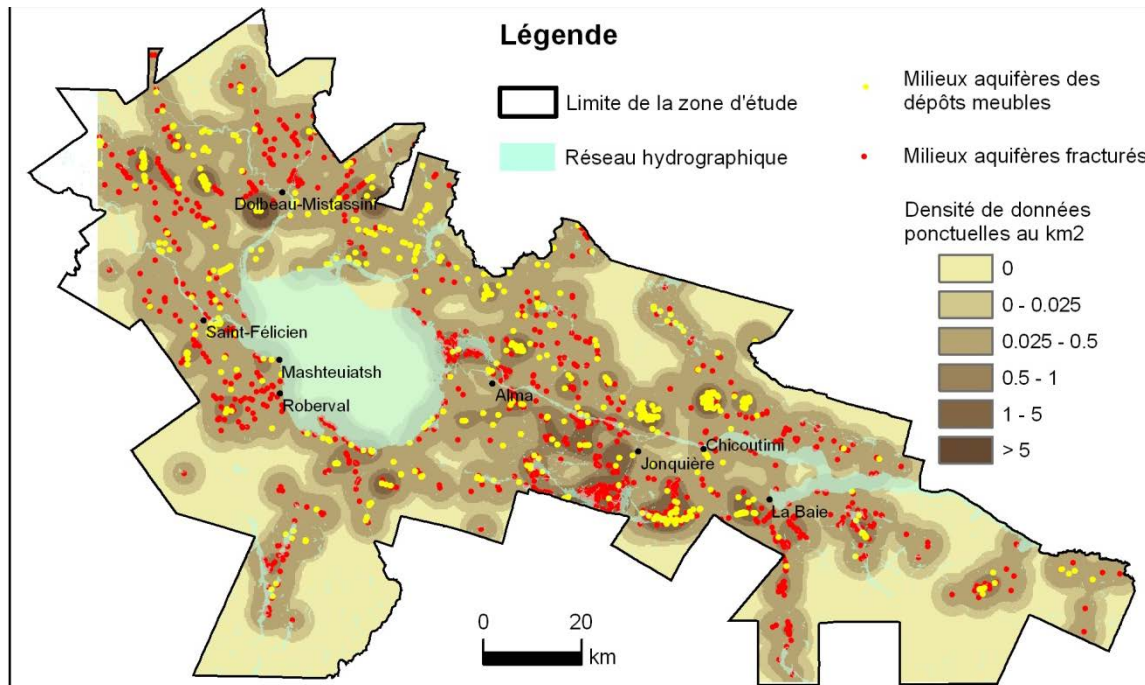 Légende
Limite de la zone d'étude
Réseau hydrographique
Milieux aquifères des
dépôts meubles
Milieux aquifères fracturés
Densité de données
ponctuelles au km2
0
0 - 0.025
0.025 - 0.5
0.5 - 1
1 - 5
> 5
Dolbeau-Mistassini
Saint-Félicien
Mashteuiatsh
Roberval
Alma
Chicoutimi
Jonquière
La Baie
0 20
km